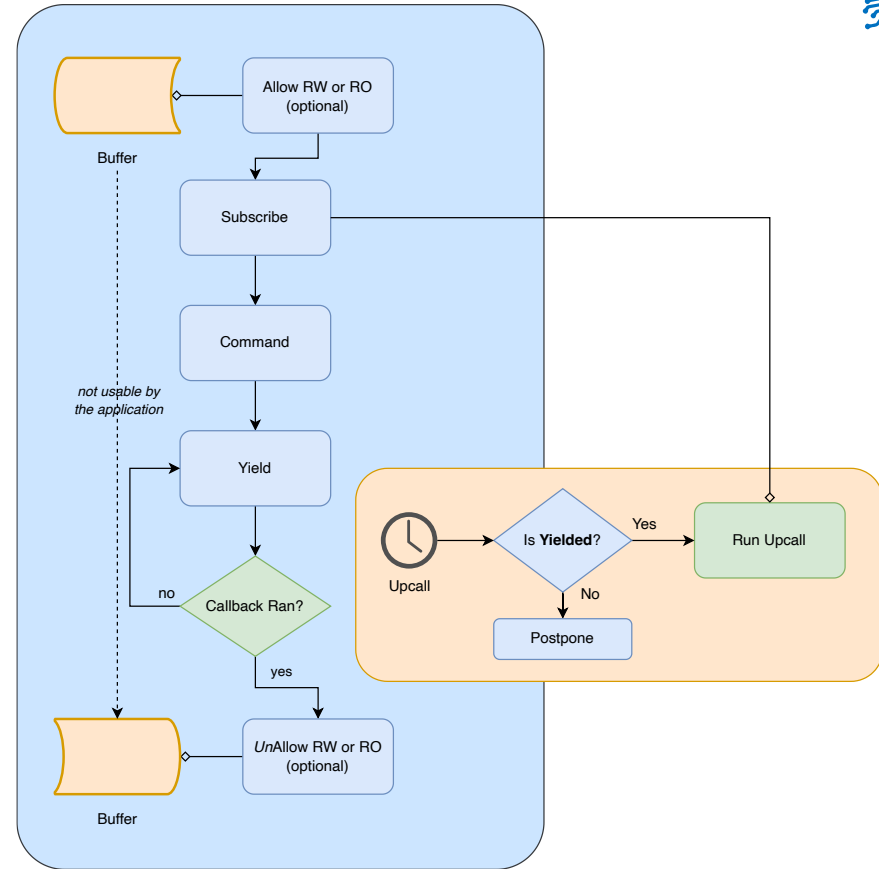 Allow RW or RO
(optional)
Buffer
Subscribe
Command
not usable by
the application
Yield
Is Yielded?
Yes
Run Upcall
Upcall
No
Postpone
no
Callback Ran?
yes
UnAllow RW or RO
(optional)
Buffer